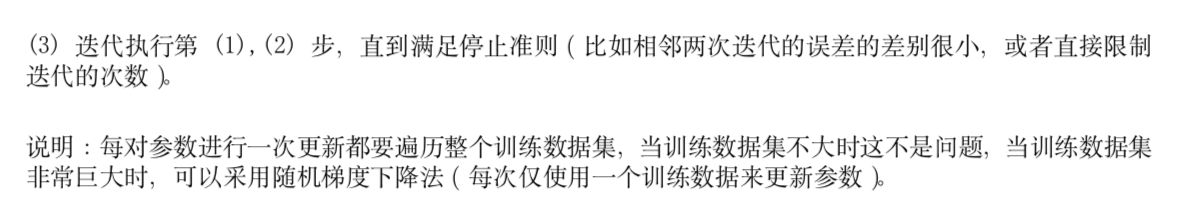 (3) 迭代执行第 (1),(2) 步, 直到满足停止准则 ( 比如相邻两次迭代的误差的差别很小, 或者直接限制
迭代的次数 )。
说明 : 每对参数进行一次更新都要遍历整个训练数据集, 当训练数据集不大时这不是问题, 当训练数据集
非常巨大时, 可以采用随机梯度下降法 ( 每次仅使用一个训练数据来更新参数 )。